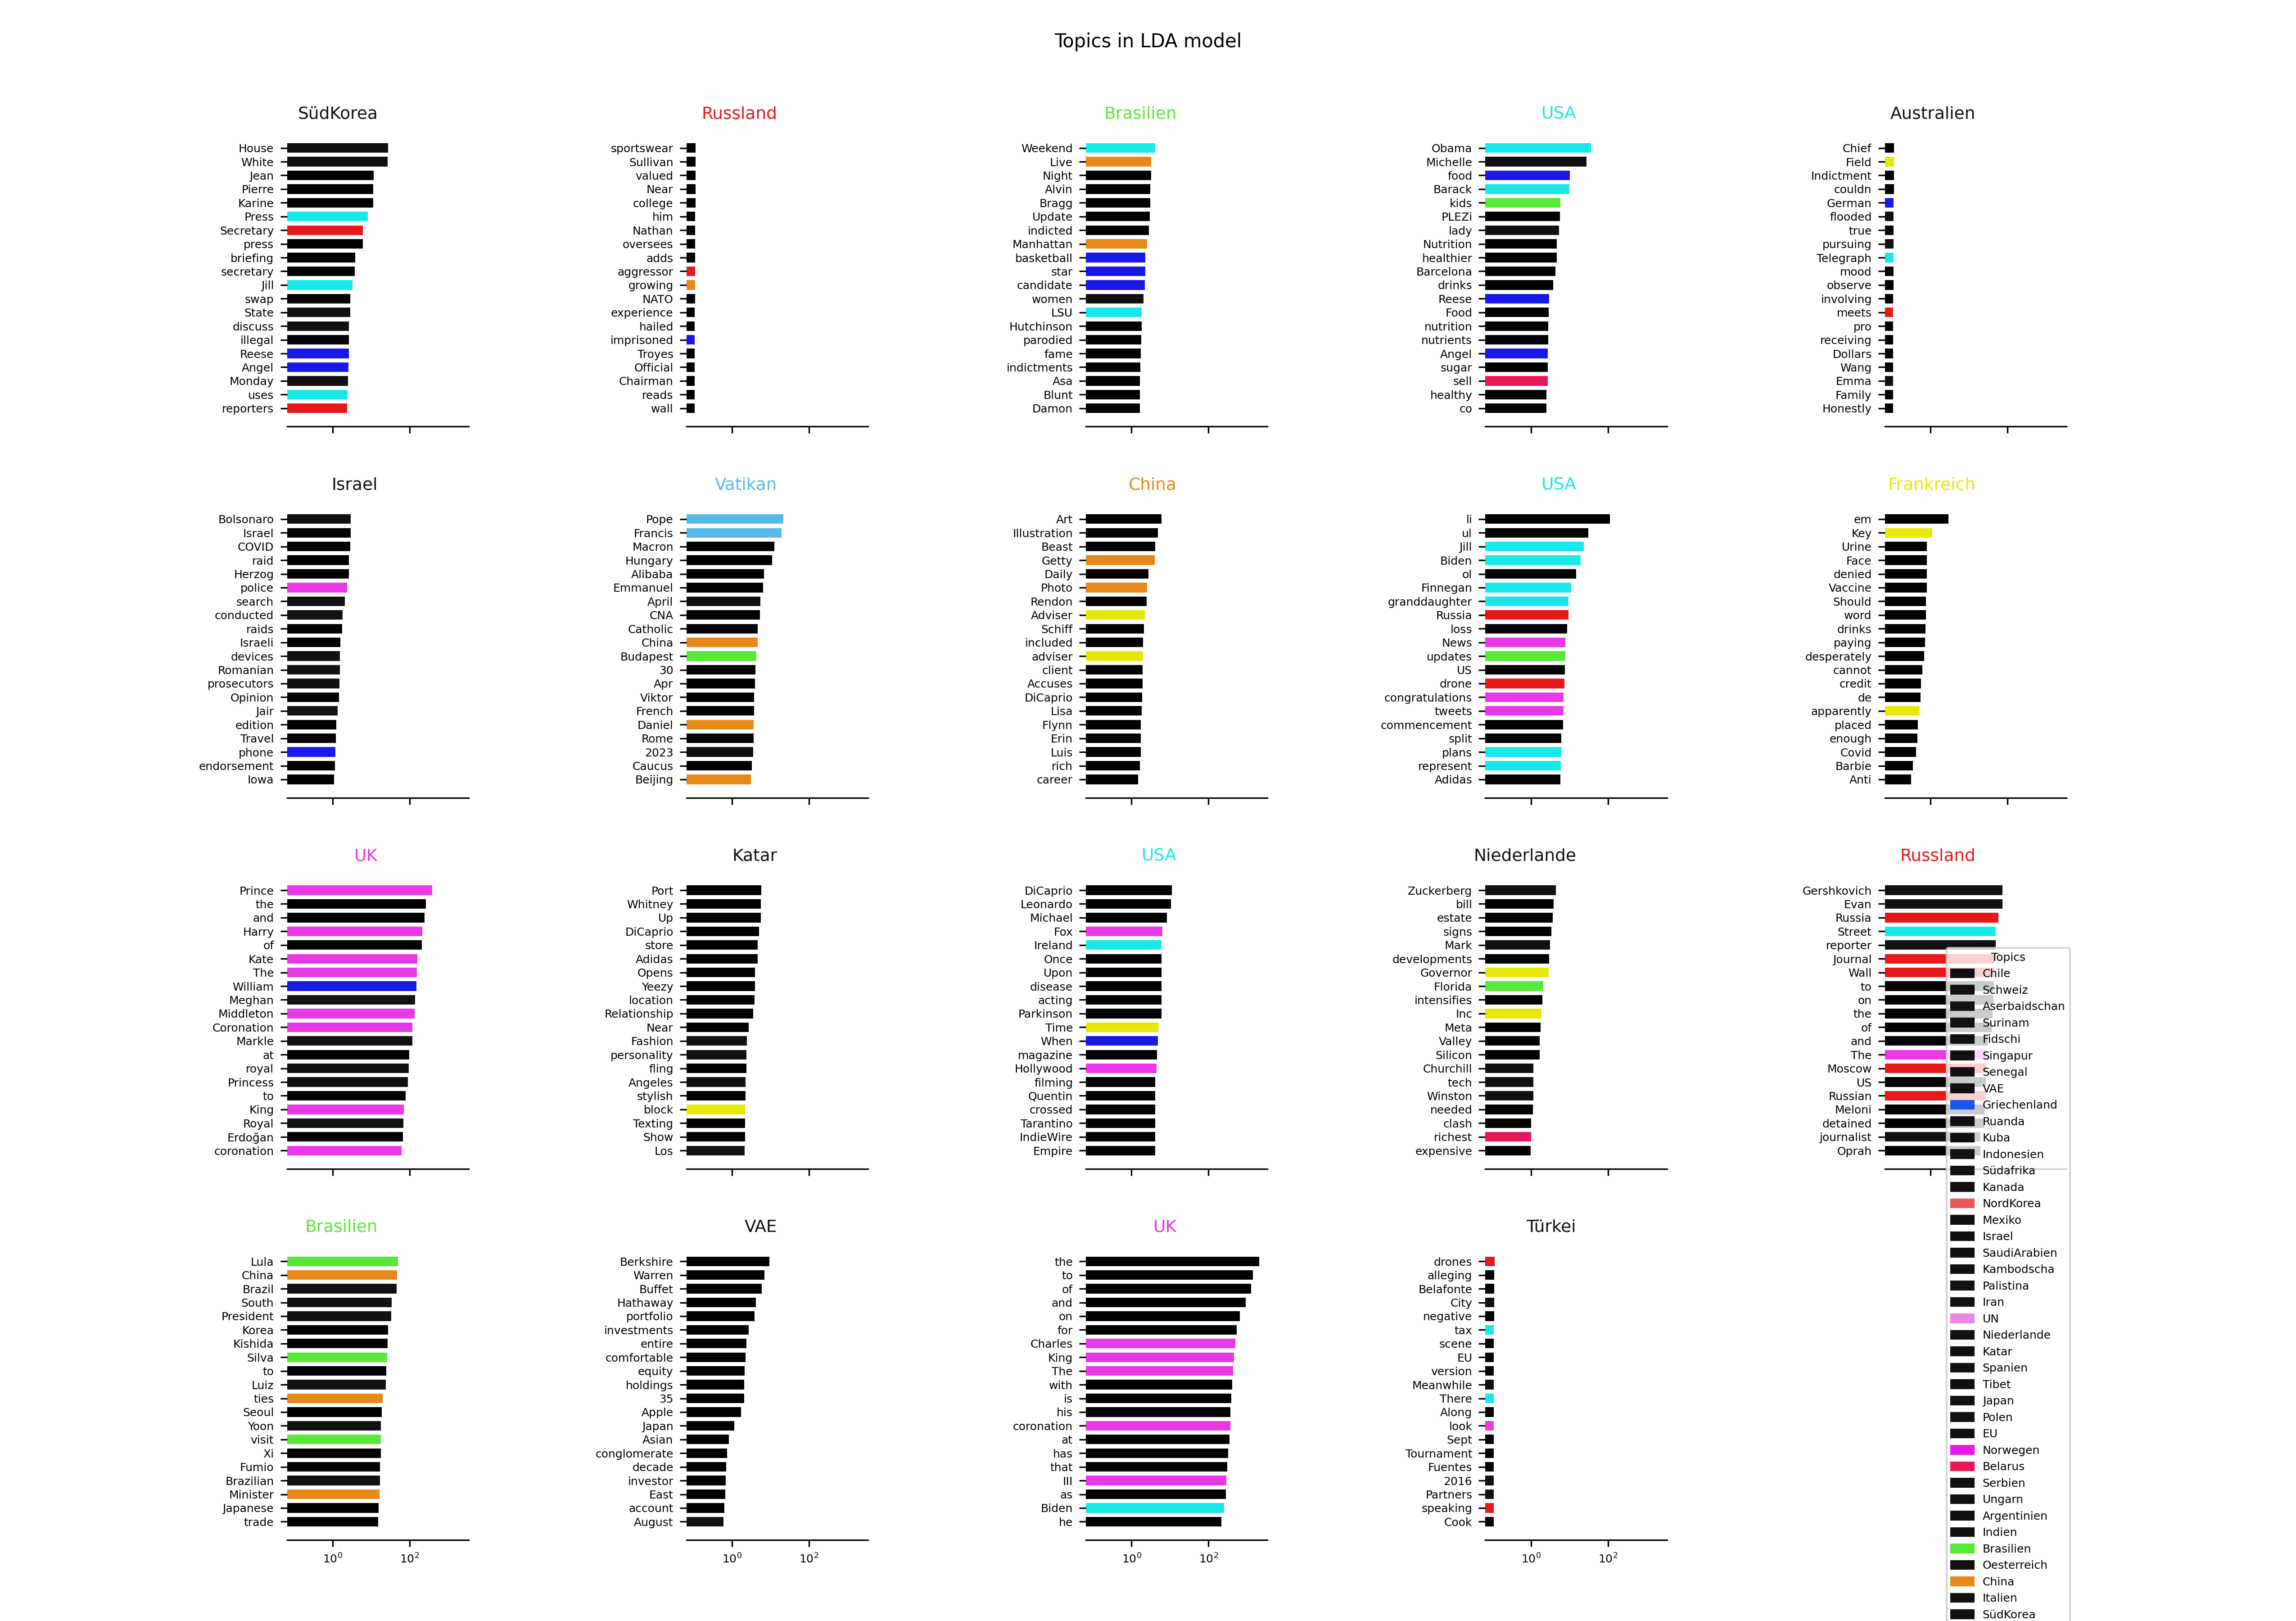 Topics in LDA model
SüdKorea
House
White
Jean
Pierre
Karine
Press
Secretary
press
briefing
secretary
Jill
swap
State
discuss
illegal
Reese
Angel
Monday
uses
reporters
Russland
sportswear
Sullivan
valued
Near
college
him
Nathan
oversees
adds
aggressor
growing
NATO
experience
hailed
imprisoned
Troyes
Official
Chairman
reads
wall
Brasilien
Weekend
Live
Night
Alvin
Bragg
Update
indicted
Manhattan
basketball
star
candidate
women
LSU
Hutchinson
parodied
fame
indictments
Asa
Blunt
Damon
USA
Obama
Michelle
food
Barack
kids
PLEZi
lady
Nutrition
healthier
Barcelona
drinks
Reese
Food
nutrition
nutrients
Angel
sugar
sell
healthy
co
Australien
Chief
Field
Indictment
couldn
German
flooded
true
pursuing
Telegraph
mood
observe
involving
meets
pro
receiving
Dollars
Wang
Emma
Family
Honestly
Israel
Bolsonaro
Israel
COVID
raid
Herzog
police
search
conducted
raids
Israeli
devices
Romanian
prosecutors
Opinion
Jair
edition
Travel
phone
endorsement
Iowa
Vatikan
Pope
Francis
Macron
Hungary
Alibaba
Emmanuel
April
CNA
Catholic
China
Budapest
30
Apr
Viktor
French
Daniel
Rome
2023
Caucus
Beijing
China
Art
Illustration
Beast
Getty
Daily
Photo
Rendon
Adviser
Schiff
included
adviser
client
Accuses
DiCaprio
Lisa
Flynn
Erin
Luis
rich
career
USA
li
ul
Jill
Biden
ol
Finnegan
granddaughter
Russia
loss
News
updates
US
drone
congratulations
tweets
commencement
split
plans
represent
Adidas
Frankreich
em
Key
Urine
Face
denied
Vaccine
Should
word
drinks
paying
desperately
cannot
credit
de
apparently
placed
enough
Covid
Barbie
Anti
UK
Prince
the
and
Harry
of
Kate
The
William
Meghan
Middleton
Coronation
Markle
at
royal
Princess
to
King
Royal
Erdoğan
coronation
Katar
Port
Whitney
Up
DiCaprio
store
Adidas
Opens
Yeezy
location
Relationship
Near
Fashion
personality
fling
Angeles
stylish
block
Texting
Show
Los
USA
DiCaprio
Leonardo
Michael
Fox
Ireland
Once
Upon
disease
acting
Parkinson
Time
When
magazine
Hollywood
filming
Quentin
crossed
Tarantino
IndieWire
Empire
Niederlande
Zuckerberg
bill
estate
signs
Mark
developments
Governor
Florida
intensifies
Inc
Meta
Valley
Silicon
Churchill
tech
Winston
needed
clash
richest
expensive
Russland
Gershkovich
Evan
Russia
Street
reporter
Journal
Wall
to
on
the
of
and
The
Moscow
US
Russian
Meloni
detained
journalist
Oprah
Brasilien
Lula
China
Brazil
South
President
Korea
Kishida
Silva
to
Luiz
ties
Seoul
Yoon
visit
Xi
Fumio
Brazilian
Minister
Japanese
trade
10^0 10^2
VAE
Berkshire
Warren
Buffet
Hathaway
portfolio
investments
entire
comfortable
equity
holdings
35
Apple
Japan
Asian
conglomerate
decade
investor
East
account
August
10^0 10^2
UK
the
to
of
and
on
for
Charles
King
The
with
is
his
coronation
at
has
that
III
as
Biden
he
10^0 10^2
Türkei
drones
alleging
Belafonte
City
negative
tax
scene
EU
version
Meanwhile
There
Along
look
Sept
Tournament
Fuentes
2016
Partners
speaking
Cook
10^0 10^2
Topics
Chile
Schweiz
Aserbaidschan
Surinam
Fidschi
Singapur
Senegal
VAE
Griechenland
Ruanda
Kuba
Indonesien
Südafrika
Kanada
NordKorea
Mexiko
Israel
SaudiArabien
Kambodscha
Palistina
Iran
UN
Niederlande
Katar
Spanien
Tibet
Japan
Polen
EU
Norwegen
Belarus
Serbien
Ungarn
Argentinien
Indien
Brasilien
Oesterreich
China
Italien
SüdKorea